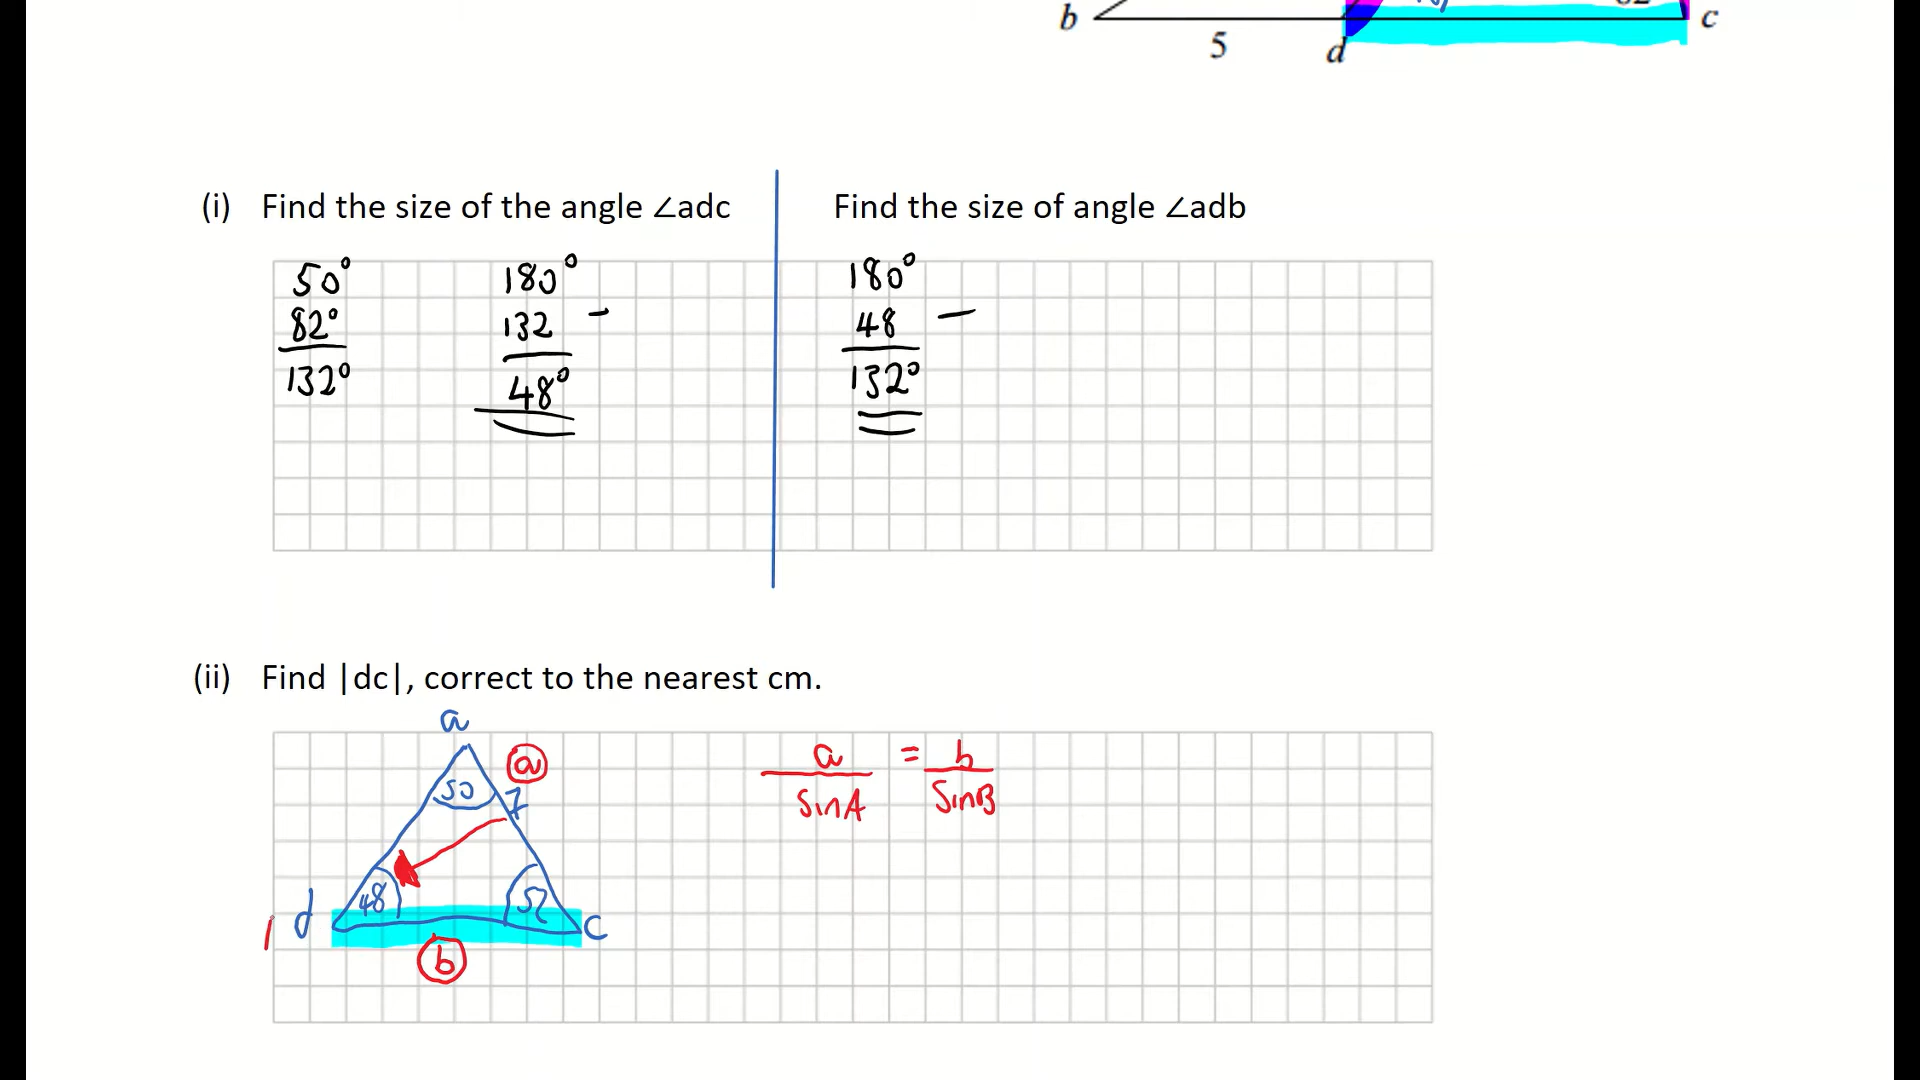 b
5
d
c
(i) Find the size of the angle ∠adc
Find the size of angle ∠adb
50°
82°
132°
180°
132 –
48°
180°
48 –
132°
(ii) Find |dc|, correct to the nearest cm.
a
a
50
7
48
52
d
c
b
a = b
SinA SinB